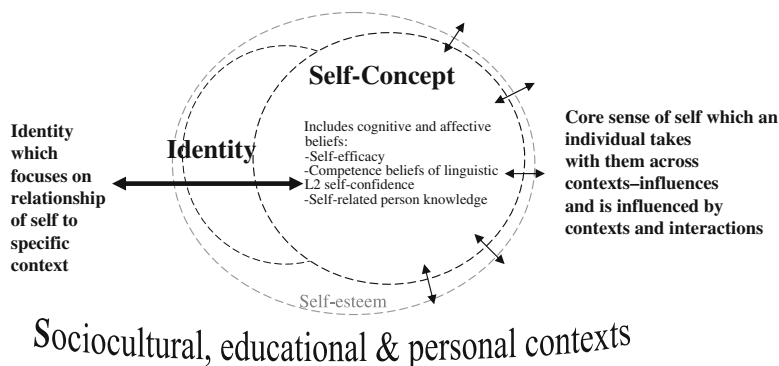 Self-Concept
Includes cognitive and affective
beliefs:
-Self-efficacy
-Competence beliefs of linguistic
L2 self-confidence
-Self-related person knowledge
Identity
Identity
which
focuses on
relationship
of self to
specific
context
Core sense of self which an
individual takes
with them across
contexts–influences
and is influenced by
contexts and interactions
Self-esteem
Sociocultural, educational & personal contexts